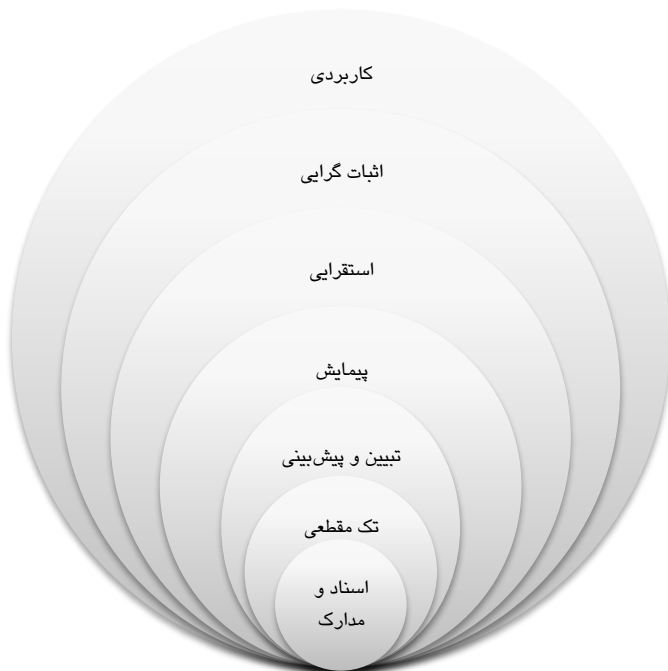 کاربردی
اثبات گرایی
استقرایی
پیمایش
تبیین و پیش‌بینی
تک مقطعی
اسناد و
مدارک